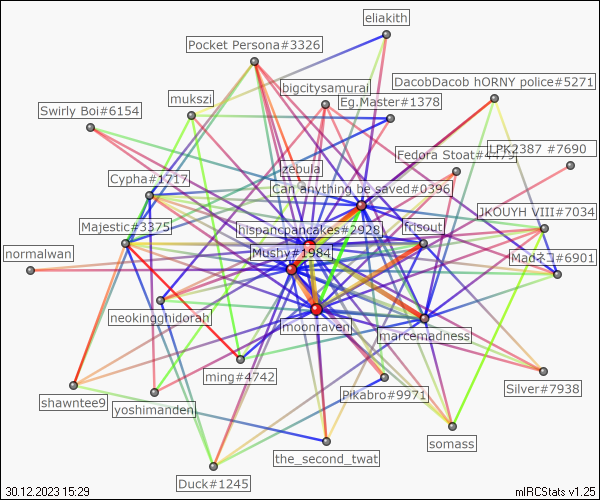 eliakith
Pocket Persona#3326
DacobDacob hORNY police#5271
bigcitysamurai
mukszi
Eg.Master#1378
Swirly Boi#6154
LPK2387 #7690
zebula
Fedora Stoat#4479
Cypha#1717
Can anything be saved#0396
JKOUYH VIII#7034
Majestic#3375
hispancpancakes#2928
frisout
normalwan
Mushy#1984
Madネコ#6901
neokingghidorah
moonraven
marcemadness
ming#4742
Silver#7938
shawntee9
yoshimanden
Pikabro#9971
somass
the_second_twat
Duck#1245
30.12.2023 15:29
mIRCStats v1.25